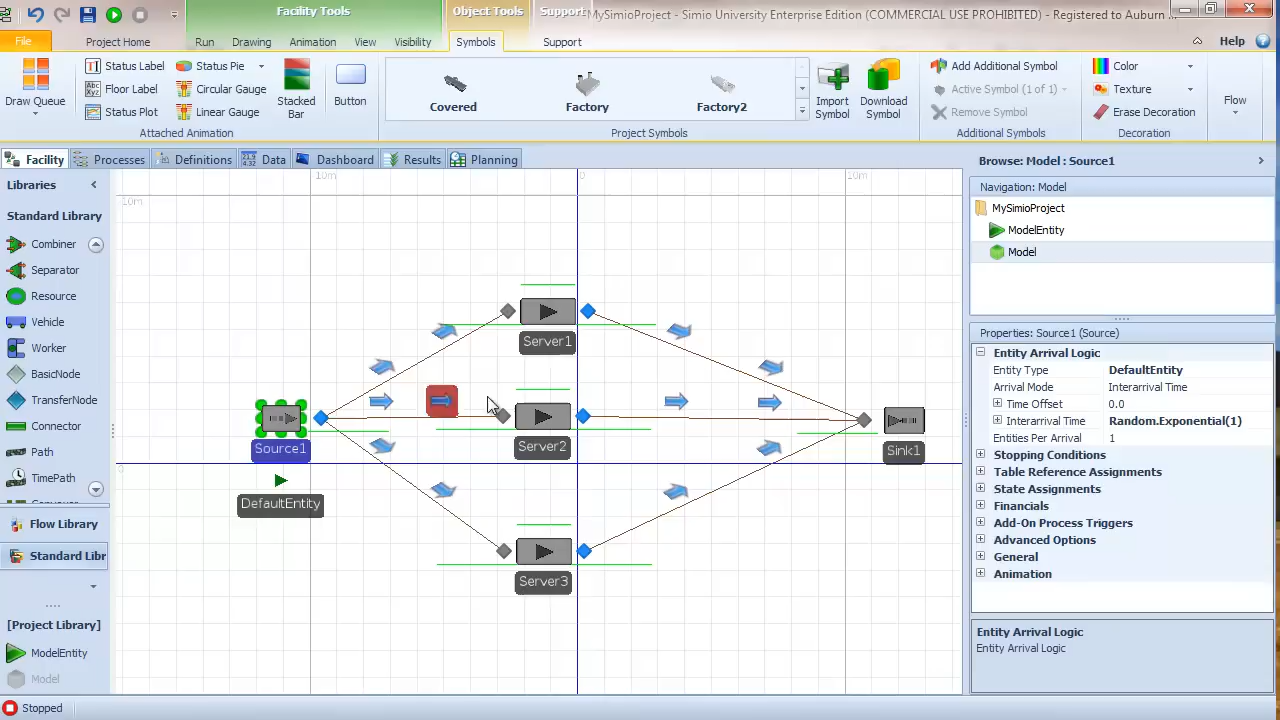 Facility Tools
Object Tools
Support
MySimioProject - Simio University Enterprise Edition (COMMERCIAL USE PROHIBITED) - Registered to Auburn ...
File
Project Home
Run
Drawing
Animation
View
Visibility
Symbols
Support
Help
Draw Queue
Status Label
Floor Label
Status Plot
Status Pie
Circular Gauge
Linear Gauge
Stacked Bar
Button
Attached Animation
Covered
Factory
Factory2
Project Symbols
Import Symbol
Download Symbol
Add Additional Symbol
Active Symbol (1 of 1)
Remove Symbol
Additional Symbols
Color
Texture
Erase Decoration
Decoration
Flow
Facility
Processes
Definitions
Data
Dashboard
Results
Planning
Libraries
Standard Library
Combiner
Separator
Resource
Vehicle
Worker
BasicNode
TransferNode
Connector
Path
TimePath
Flow Library
Standard Libr
[Project Library]
ModelEntity
Model
10m
0
10m
10m
Server1
Server2
Server3
Source1
DefaultEntity
Sink1
Browse: Model : Source1
Navigation: Model
MySimioProject
ModelEntity
Model
Properties: Source1 (Source)
Entity Arrival Logic
Entity Type DefaultEntity
Arrival Mode Interarrival Time
Time Offset 0.0
Interarrival Time Random.Exponential(1)
Entities Per Arrival 1
Stopping Conditions
Table Reference Assignments
State Assignments
Financials
Add-On Process Triggers
Advanced Options
General
Animation
Entity Arrival Logic
Entity Arrival Logic
Stopped